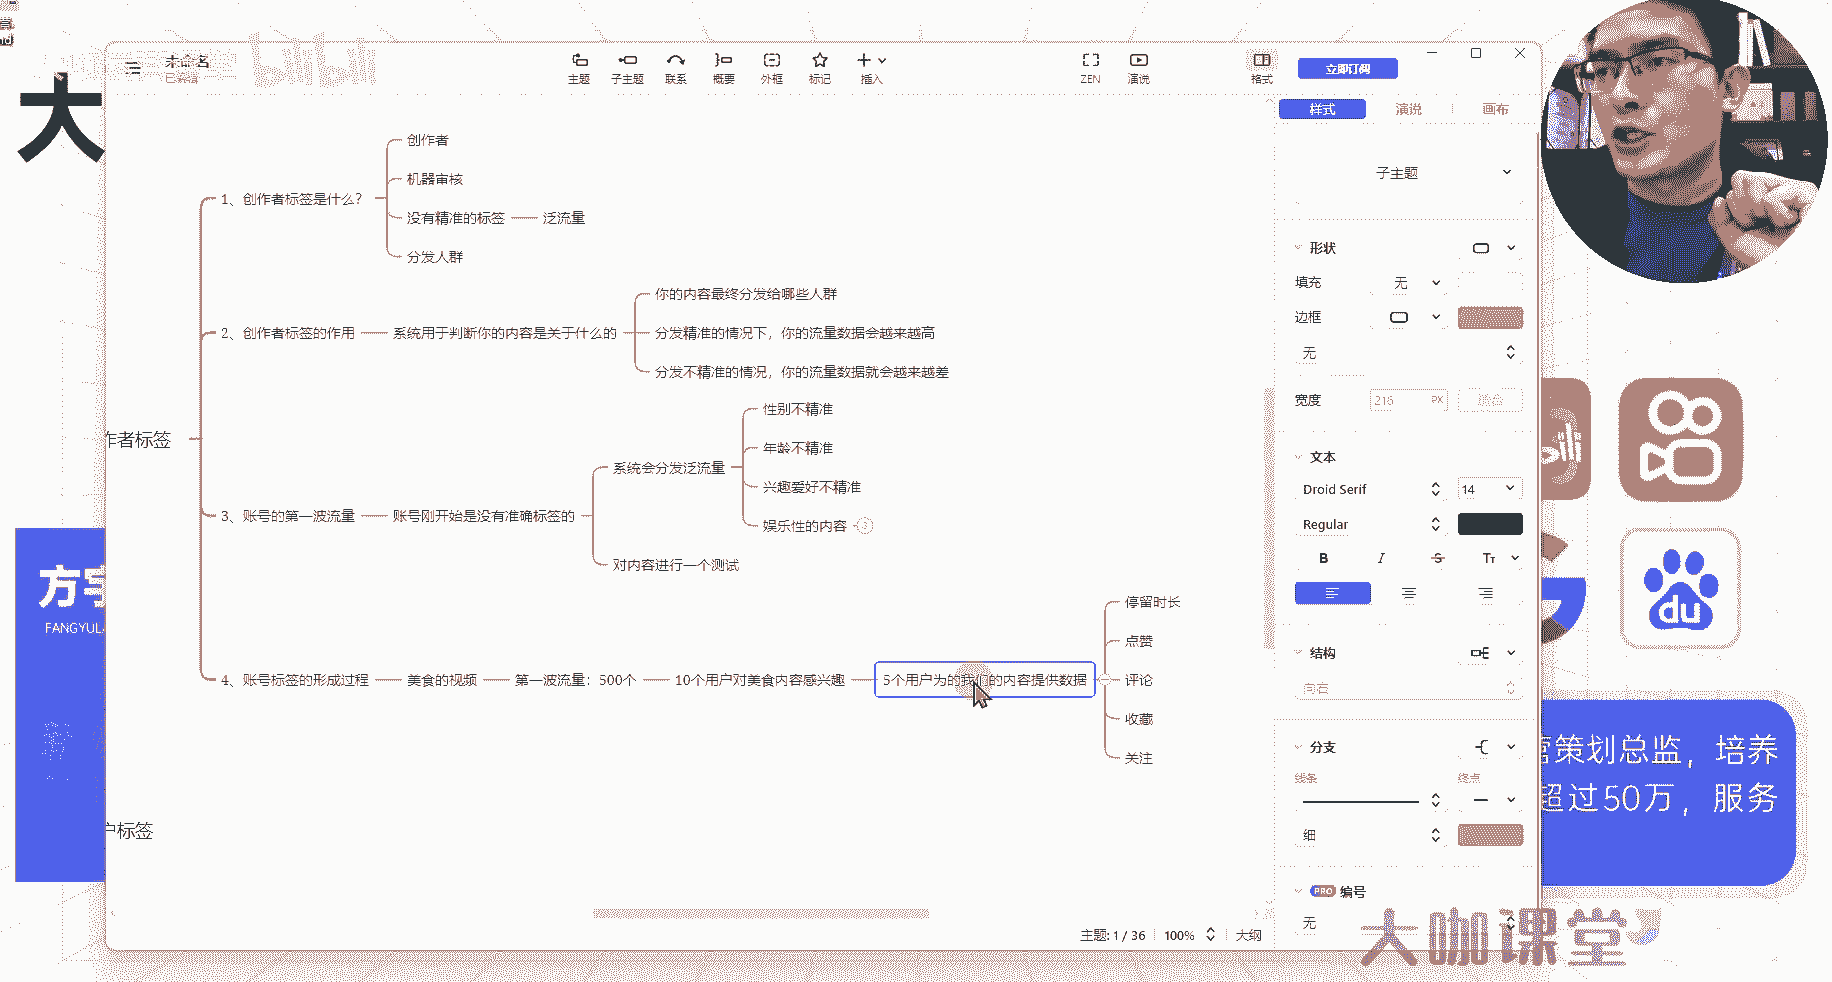 大
未命名
已编辑
主题
子主题
联系
概要
外框
标记
插入
ZEN
演说
格式
立即订阅
bilibili
样式
演说
画布
子主题
形状
填充
无
边框
无
宽度
216
PX
文本
Droid Serif
14
Regular
B
I
S
Tт
结构
向右
分支
线条
终点
细
PRO
编号
无
作者标签
1、创作者标签是什么？
创作者
机器审核
没有精准的标签
泛流量
分发人群
2、创作者标签的作用
系统用于判断你的内容是关于什么的
你的内容最终分发给哪些人群
分发精准的情况下，你的流量数据会越来越高
分发不精准的情况，你的流量数据就会越来越差
3、账号的第一波流量
账号刚开始是没有准确标签的
系统会分发泛流量
性别不精准
年龄不精准
兴趣爱好不精准
娱乐性的内容
对内容进行一个测试
4、账号标签的形成过程
美食的视频
第一波流量：500个
10个用户对美食内容感兴趣
5个用户为的我们的内容提供数据
停留时长
点赞
评论
收藏
关注
户标签
主题: 1 / 36
100%
大纲
方宇
FANGYULA
du
营策划总监，培养
超过50万，服务
大咖课堂